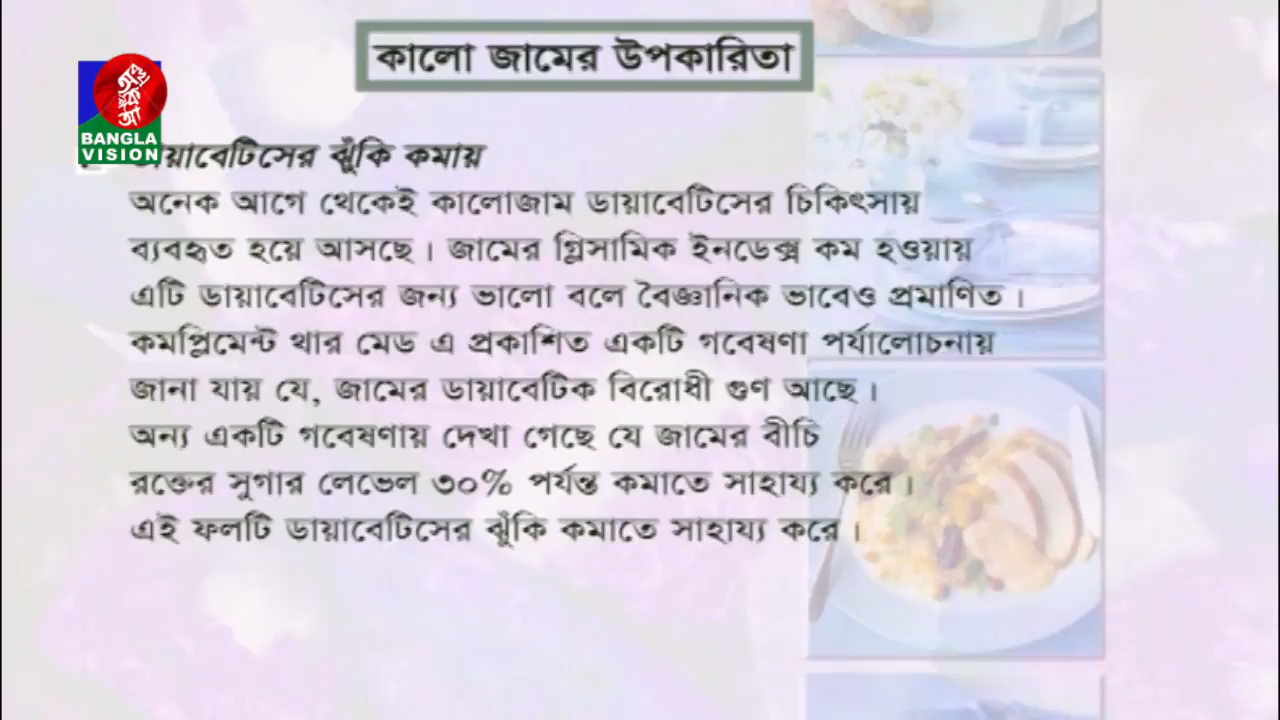 কালো জামের উপকারিতা
BANGLA
VISION
ডায়াবেটিসের ঝুঁকি কমায়
অনেক আগে থেকেই কালোজাম ডায়াবেটিসের চিকিৎসায়
ব্যবহৃত হয়ে আসছে। জামের গ্লিসামিক ইনডেক্স কম হওয়ায়
এটি ডায়াবেটিসের জন্য ভালো বলে বৈজ্ঞানিক ভাবেও প্রমাণিত।
কমপ্লিমেন্ট থার মেড এ প্রকাশিত একটি গবেষণা পর্যালোচনায়
জানা যায় যে, জামের ডায়াবেটিক বিরোধী গুণ আছে।
অন্য একটি গবেষণায় দেখা গেছে যে জামের বীচি
রক্তের সুগার লেভেল ৩০% পর্যন্ত কমাতে সাহায্য করে।
এই ফলটি ডায়াবেটিসের ঝুঁকি কমাতে সাহায্য করে।